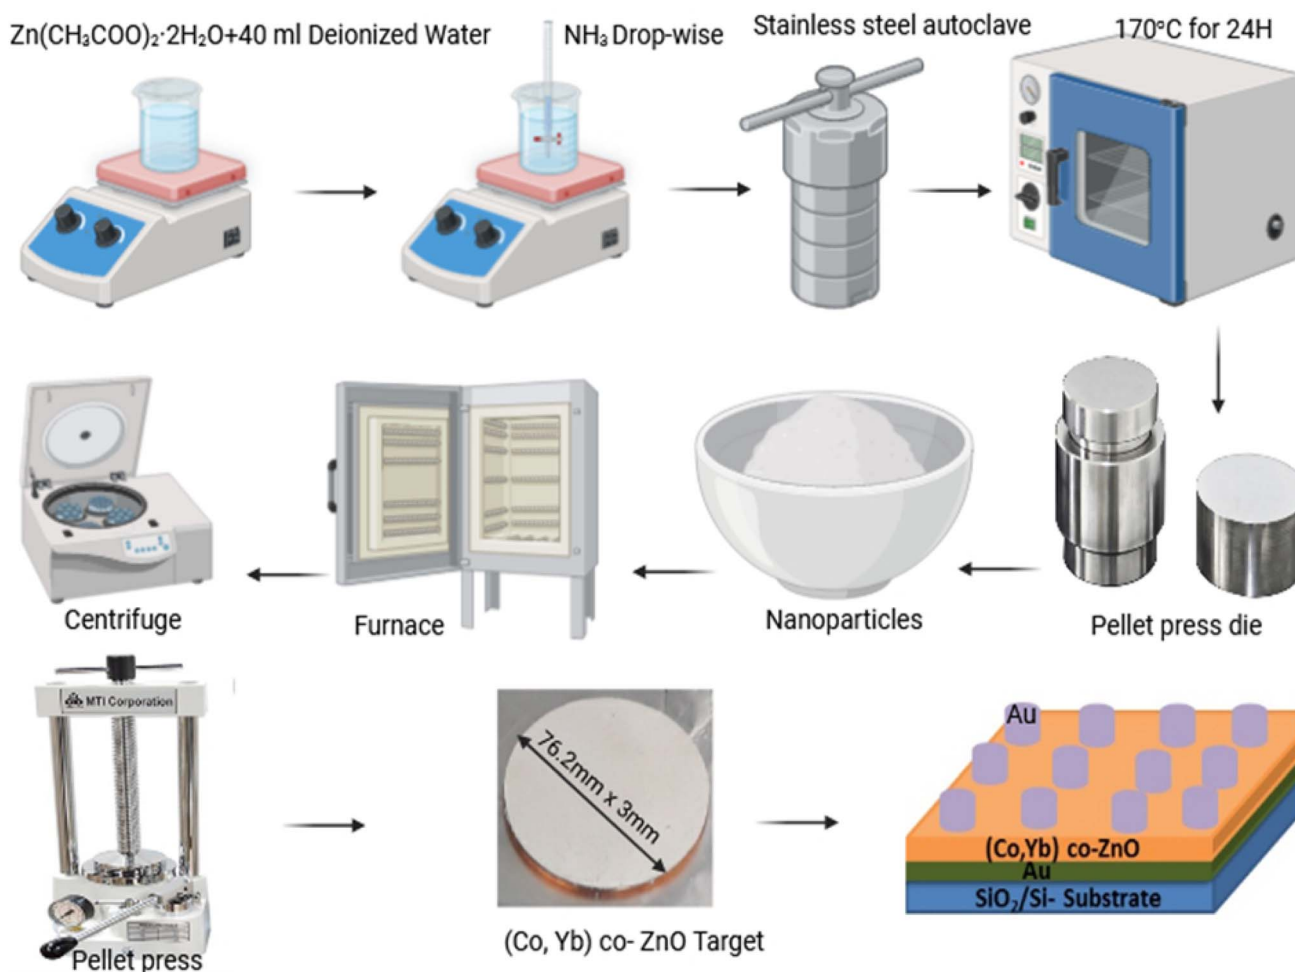 Zn(CH₃COO)₂·2H₂O+40 ml Deionized Water
NH₃ Drop-wise
Stainless steel autoclave
170°C for 24H
Centrifuge
Furnace
Nanoparticles
Pellet press die
MTI Corporation
Pellet press
76.2mm x 3mm
(Co, Yb) co- ZnO Target
Au
(Co,Yb) co-ZnO
Au
SiO₂/Si- Substrate